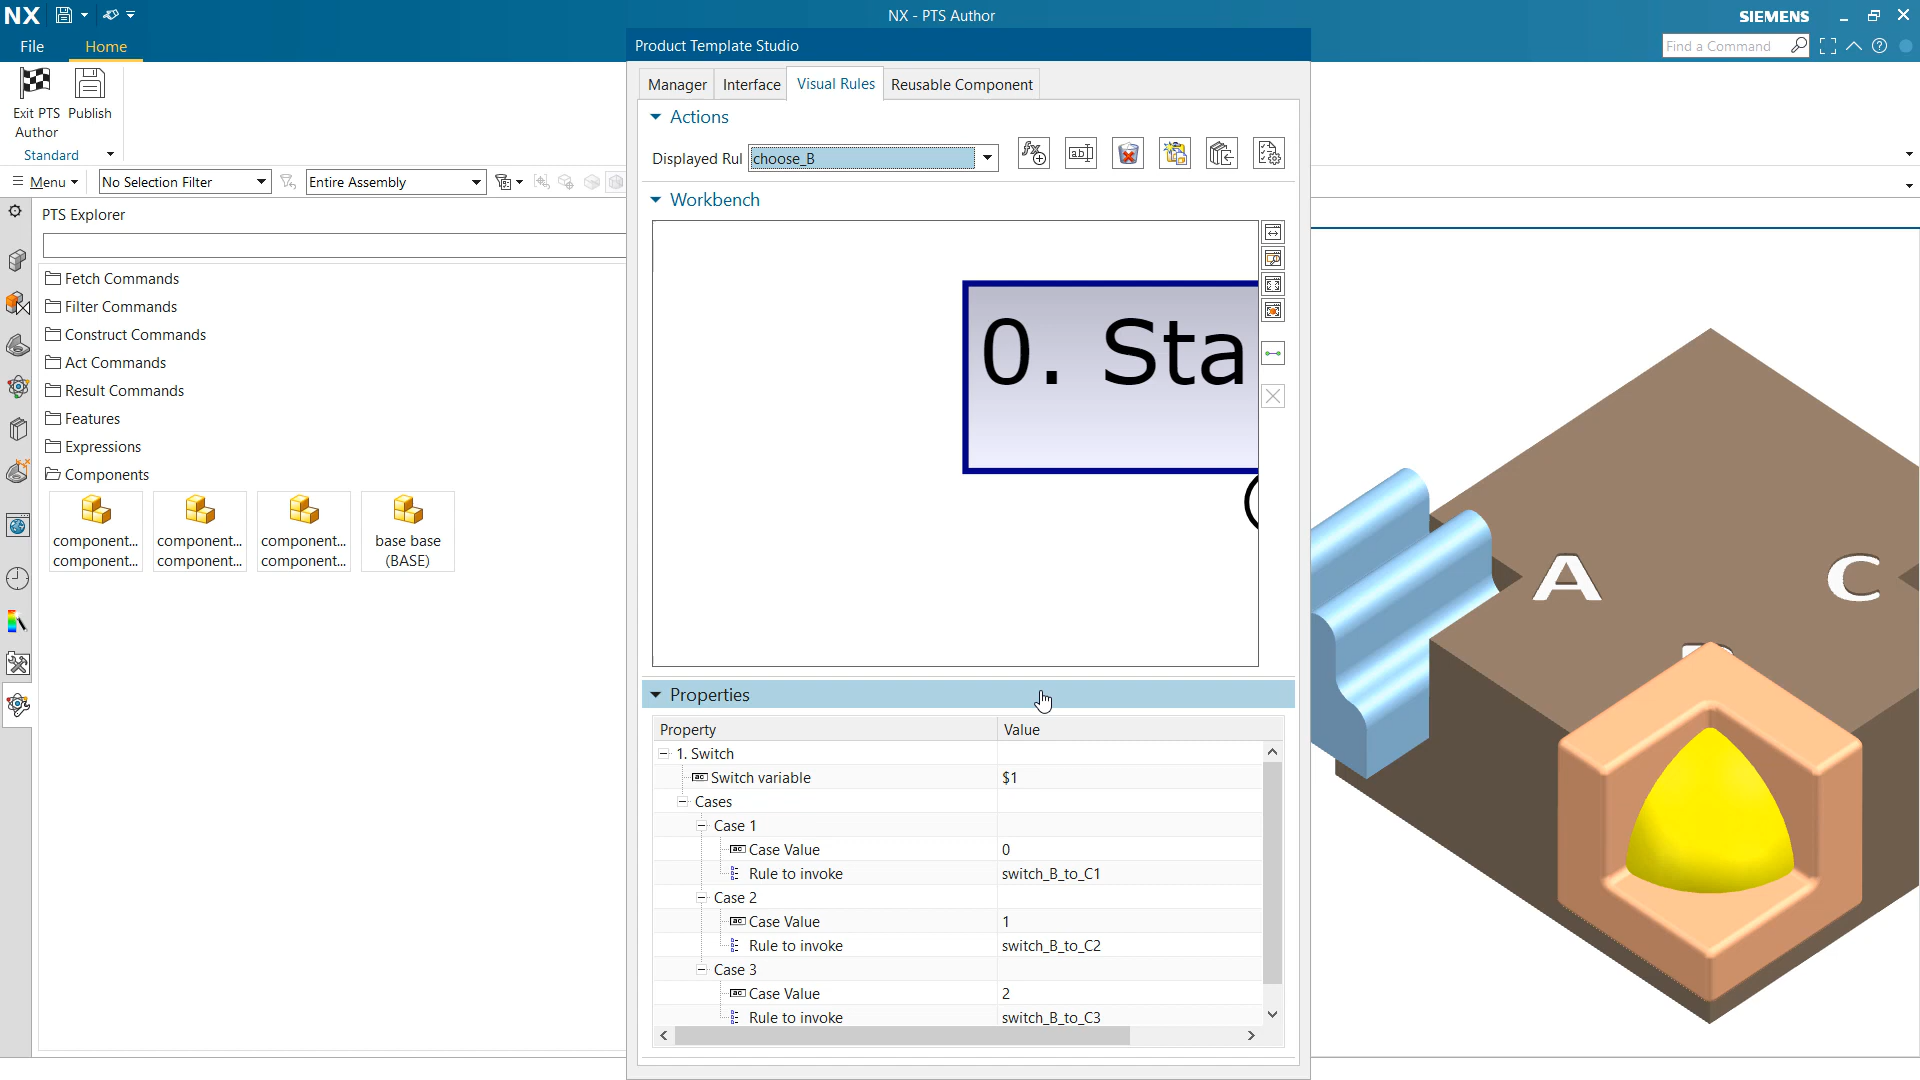 NX
NX - PTS Author
SIEMENS
File
Home
Find a Command
Exit PTS
Author
Publish
Standard
Menu
No Selection Filter
Entire Assembly
PTS Explorer
Fetch Commands
Filter Commands
Construct Commands
Act Commands
Result Commands
Features
Expressions
Components
component...
component...
component...
component...
component...
component...
base base
(BASE)
Product Template Studio
Manager
Interface
Visual Rules
Reusable Component
Actions
Displayed Rul
choose_B
Workbench
0. Sta
Properties
Property
Value
1. Switch
Switch variable
$1
Cases
Case 1
Case Value
0
Rule to invoke
switch_B_to_C1
Case 2
Case Value
1
Rule to invoke
switch_B_to_C2
Case 3
Case Value
2
Rule to invoke
switch_B_to_C3
A
C